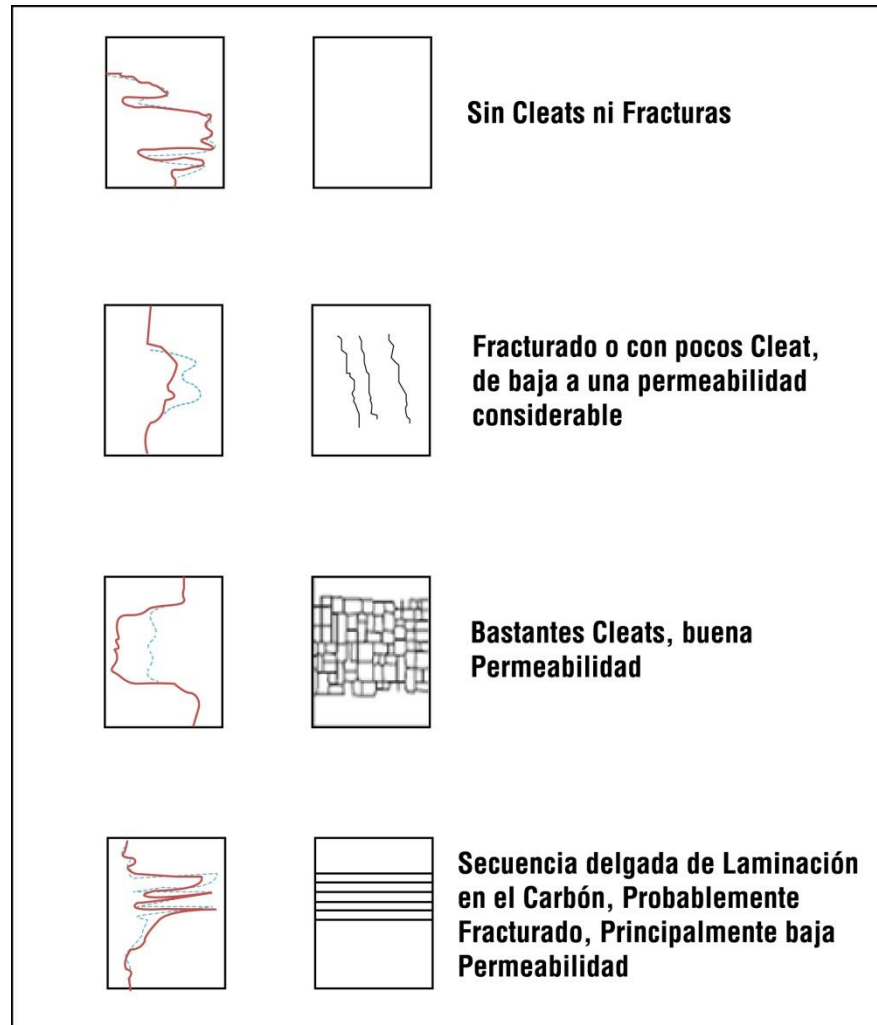 Sin Cleats ni Fracturas
Fracturado o con pocos Cleat,
de baja a una permeabilidad
considerable
Bastantes Cleats, buena
Permeabilidad
Secuencia delgada de Laminación
en el Carbón, Probablemente
Fracturado, Principalmente baja
Permeabilidad